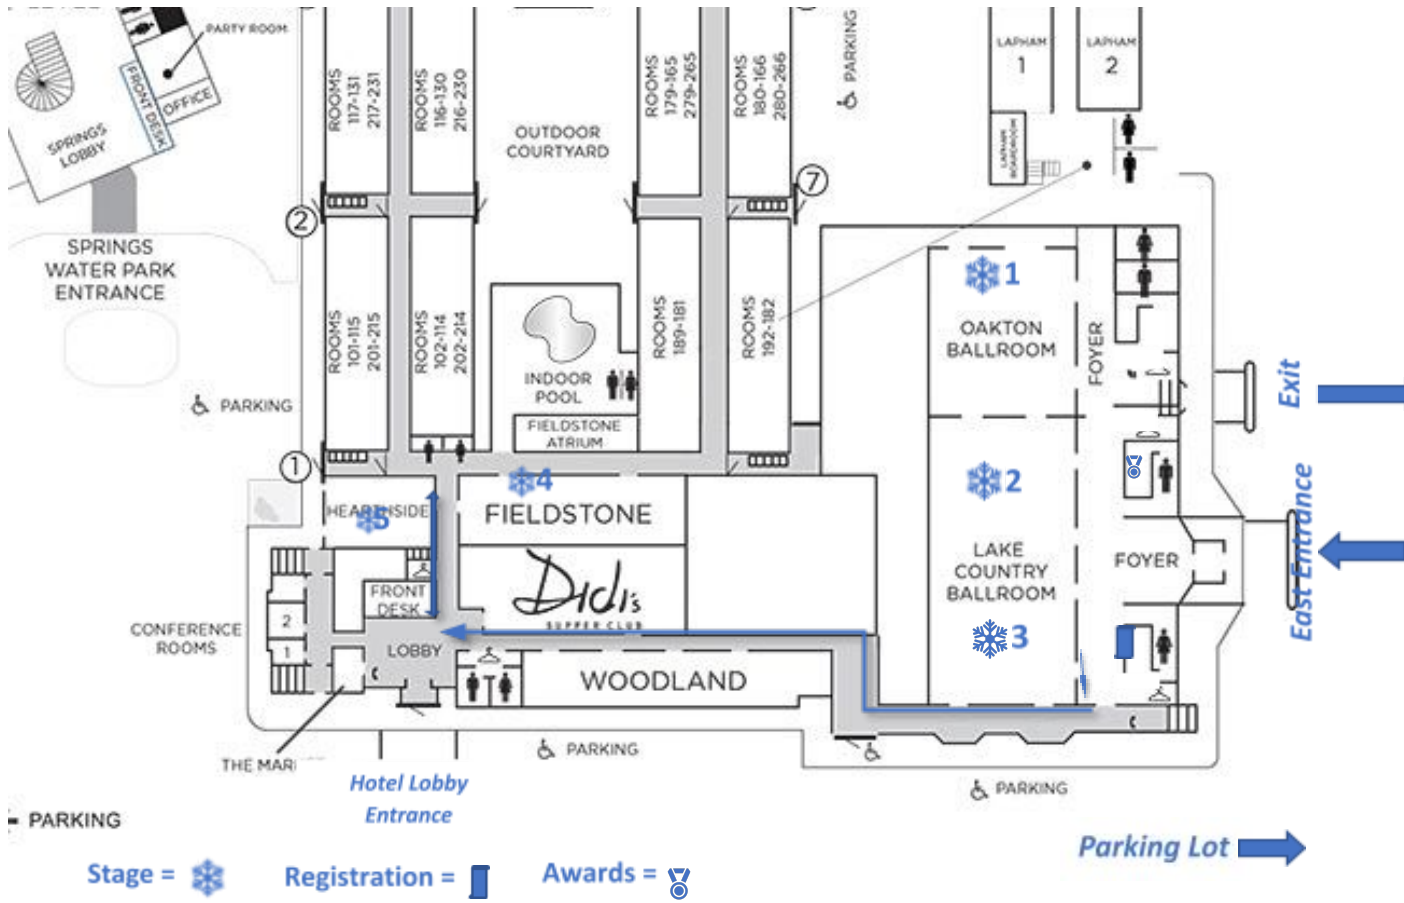 PARTY ROOM
FRONT DESK
OFFICE
SPRINGS
LOBBY
SPRINGS
WATER PARK
ENTRANCE
PARKING
ROOMS
117-131
217-231
ROOMS
116-130
216-230
OUTDOOR
COURTYARD
ROOMS
179-165
279-265
ROOMS
180-166
280-266
PARKING
LAPHAM
1
LAPHAM
2
LAPHAM
BOARDROOM
2
7
1
ROOMS
101-115
201-215
ROOMS
102-114
202-214
INDOOR
POOL
FIELDSTONE
ATRIUM
ROOMS
189-181
ROOMS
192-182
1
OAKTON
BALLROOM
FOYER
Exit
2
LAKE
COUNTRY
BALLROOM
3
FOYER
East Entrance
4
FIELDSTONE
HEARTHSIDE
5
Didi's
SUPPER CLUB
FRONT
DESK
CONFERENCE
ROOMS
2
1
LOBBY
WOODLAND
THE MAR
PARKING
PARKING
Hotel Lobby
Entrance
PARKING
Parking Lot
Stage =
Registration =
Awards =